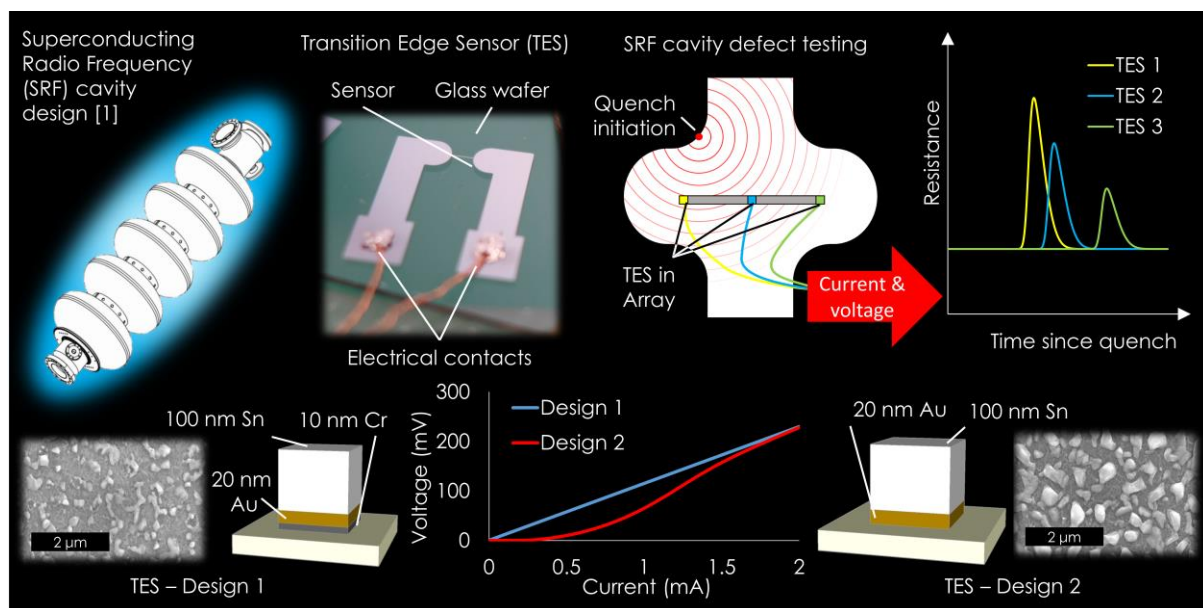 Superconducting
Radio Frequency
(SRF) cavity
design [1]
Transition Edge Sensor (TES)
Sensor
Glass wafer
Electrical contacts
SRF cavity defect testing
Quench
initiation
TES in
Array
Current &
voltage
Resistance
TES 1
TES 2
TES 3
Time since quench
100 nm Sn
10 nm Cr
20 nm
Au
2 µm
TES – Design 1
Voltage (mV)
300
200
100
0
Design 1
Design 2
0
0.5
1
1.5
2
Current (mA)
20 nm Au
100 nm Sn
2 µm
TES – Design 2